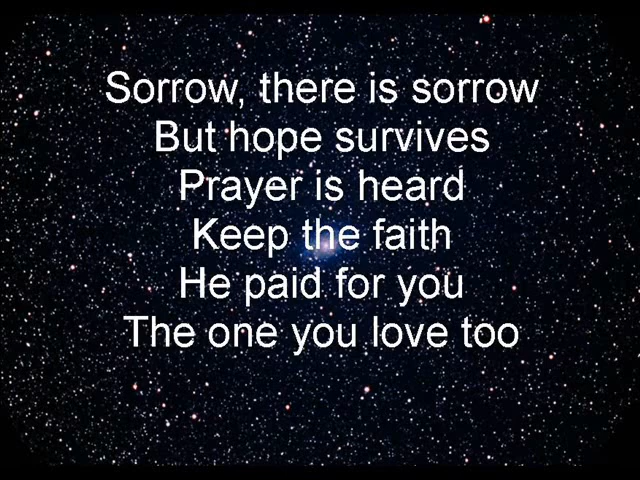 Sorrow, there is sorrow
But hope survives
Prayer is heard
Keep the faith
He paid for you
The one you love too